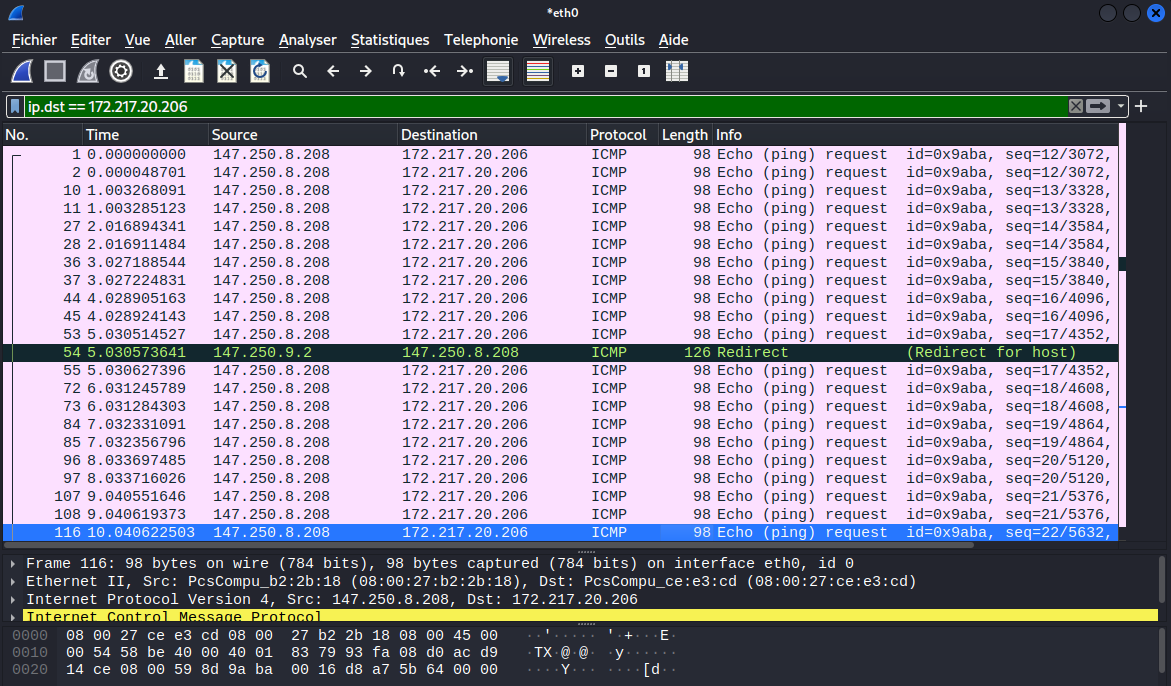 *eth0
Fichier Editer Vue Aller Capture Analyser Statistiques Telephonie Wireless Outils Aide
ip.dst == 172.217.20.206
No. Time Source Destination Protocol Length Info
1 0.000000000 147.250.8.208 172.217.20.206 ICMP 98 Echo (ping) request id=0x9aba, seq=12/3072,
2 0.000048701 147.250.8.208 172.217.20.206 ICMP 98 Echo (ping) request id=0x9aba, seq=12/3072,
10 1.003268091 147.250.8.208 172.217.20.206 ICMP 98 Echo (ping) request id=0x9aba, seq=13/3328,
11 1.003285123 147.250.8.208 172.217.20.206 ICMP 98 Echo (ping) request id=0x9aba, seq=13/3328,
27 2.016894341 147.250.8.208 172.217.20.206 ICMP 98 Echo (ping) request id=0x9aba, seq=14/3584,
28 2.016911484 147.250.8.208 172.217.20.206 ICMP 98 Echo (ping) request id=0x9aba, seq=14/3584,
36 3.027188544 147.250.8.208 172.217.20.206 ICMP 98 Echo (ping) request id=0x9aba, seq=15/3840,
37 3.027224831 147.250.8.208 172.217.20.206 ICMP 98 Echo (ping) request id=0x9aba, seq=15/3840,
44 4.028905163 147.250.8.208 172.217.20.206 ICMP 98 Echo (ping) request id=0x9aba, seq=16/4096,
45 4.028924143 147.250.8.208 172.217.20.206 ICMP 98 Echo (ping) request id=0x9aba, seq=16/4096,
53 5.030514527 147.250.8.208 172.217.20.206 ICMP 98 Echo (ping) request id=0x9aba, seq=17/4352,
54 5.030573641 147.250.9.2 147.250.8.208 ICMP 126 Redirect (Redirect for host)
55 5.030627396 147.250.8.208 172.217.20.206 ICMP 98 Echo (ping) request id=0x9aba, seq=17/4352,
72 6.031245789 147.250.8.208 172.217.20.206 ICMP 98 Echo (ping) request id=0x9aba, seq=18/4608,
73 6.031284303 147.250.8.208 172.217.20.206 ICMP 98 Echo (ping) request id=0x9aba, seq=18/4608,
84 7.032331091 147.250.8.208 172.217.20.206 ICMP 98 Echo (ping) request id=0x9aba, seq=19/4864,
85 7.032356796 147.250.8.208 172.217.20.206 ICMP 98 Echo (ping) request id=0x9aba, seq=19/4864,
96 8.033697485 147.250.8.208 172.217.20.206 ICMP 98 Echo (ping) request id=0x9aba, seq=20/5120,
97 8.033716026 147.250.8.208 172.217.20.206 ICMP 98 Echo (ping) request id=0x9aba, seq=20/5120,
107 9.040551646 147.250.8.208 172.217.20.206 ICMP 98 Echo (ping) request id=0x9aba, seq=21/5376,
108 9.040619373 147.250.8.208 172.217.20.206 ICMP 98 Echo (ping) request id=0x9aba, seq=21/5376,
116 10.040622503 147.250.8.208 172.217.20.206 ICMP 98 Echo (ping) request id=0x9aba, seq=22/5632,
Frame 116: 98 bytes on wire (784 bits), 98 bytes captured (784 bits) on interface eth0, id 0
Ethernet II, Src: PcsCompu_b2:2b:18 (08:00:27:b2:2b:18), Dst: PcsCompu_ce:e3:cd (08:00:27:ce:e3:cd)
Internet Protocol Version 4, Src: 147.250.8.208, Dst: 172.217.20.206
Internet Control Message Protocol
0000 08 00 27 ce e3 cd 08 00 27 b2 2b 18 08 00 45 00 ··'····· '·+···E·
0010 00 54 58 be 40 00 40 01 83 79 93 fa 08 d0 ac d9 ·TX·@·@· ·y······
0020 14 ce 08 00 59 8d 9a ba 00 16 d8 a7 5b 64 00 00 ····Y··· ····[d··